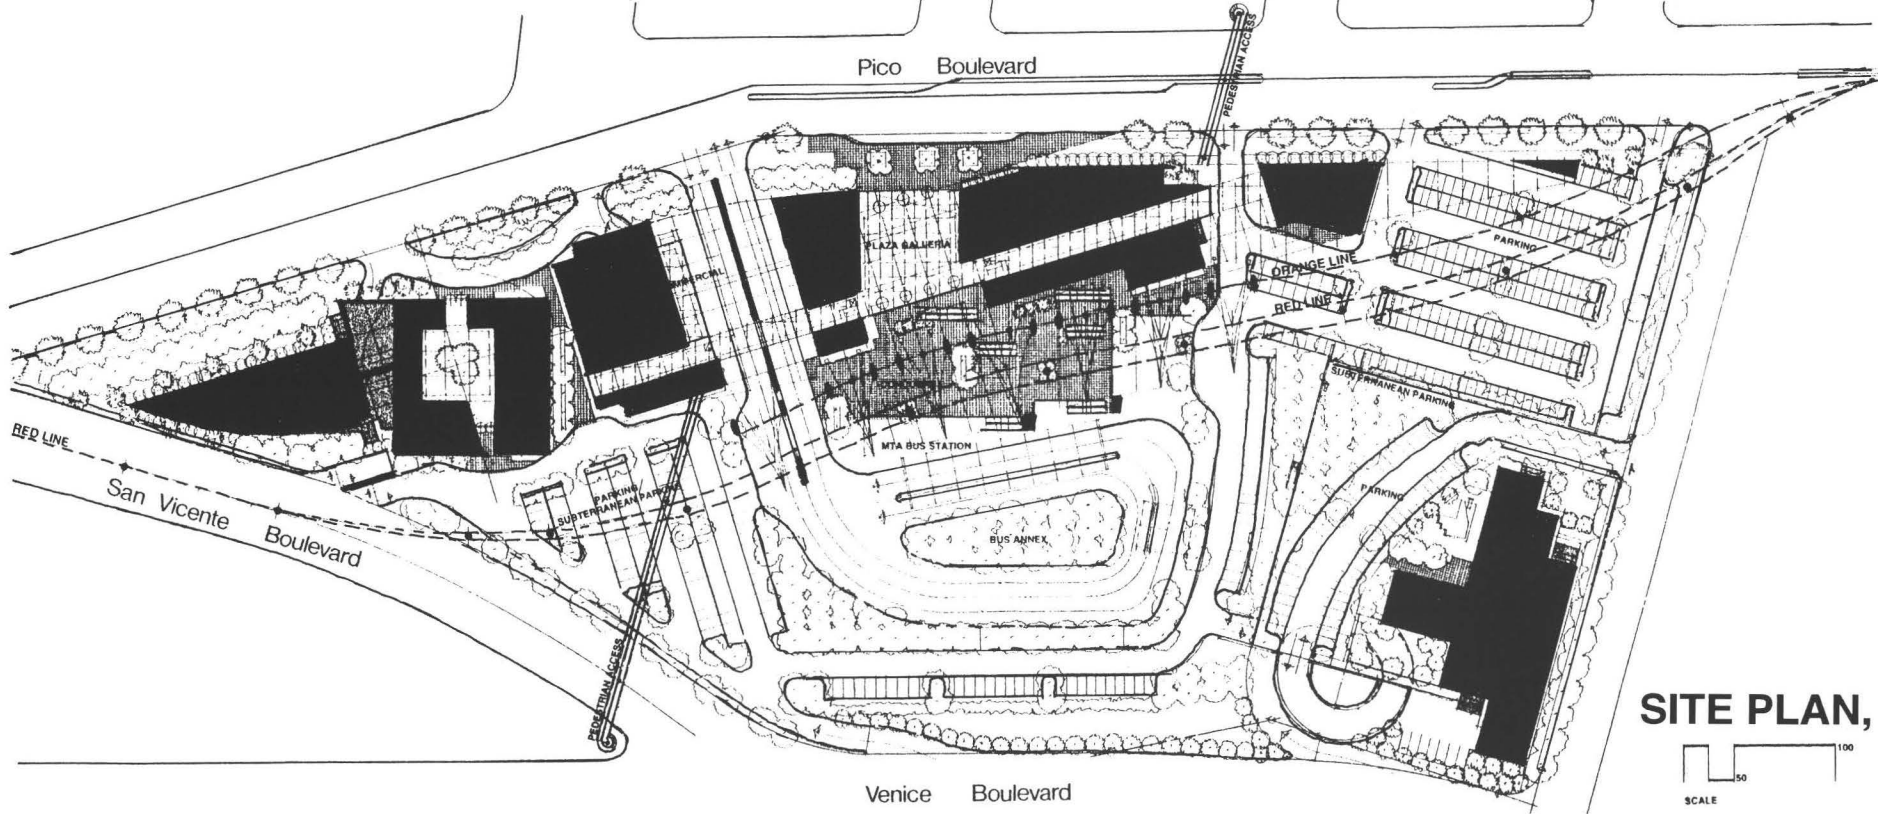 Pico Boulevard
PEDESTRIAN ACCESS
PLAZA GALLERIA
ORANGE LINE
RED LINE
PARKING
SUBTERRANEAN PARKING
RED LINE
San Vicente Boulevard
MTA BUS STATION
PARKING
SUBTERRANEAN PARKING
PARKING
BUS ANNEX
PEDESTRIAN ACCESS
Venice Boulevard
SITE PLAN,
100
50
SCALE